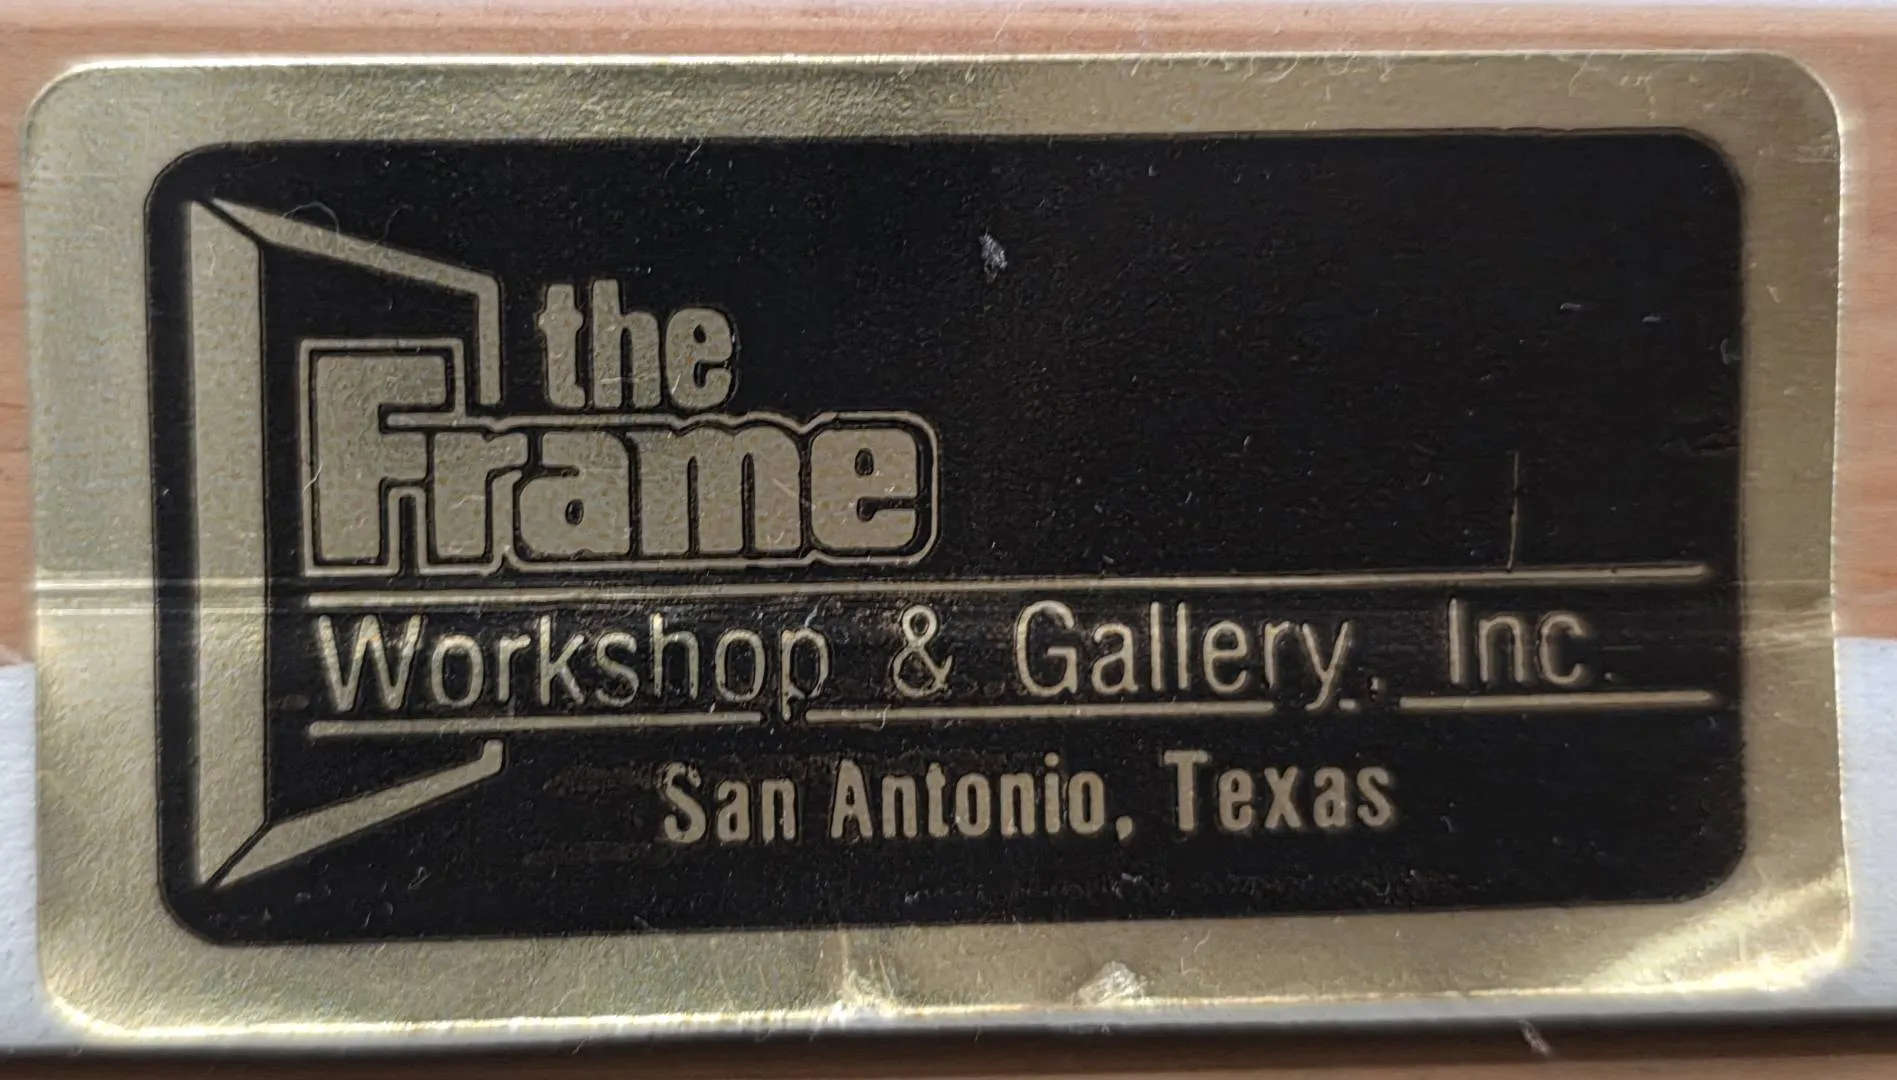 the
Frame
Workshop & Gallery, Inc.
San Antonio, Texas